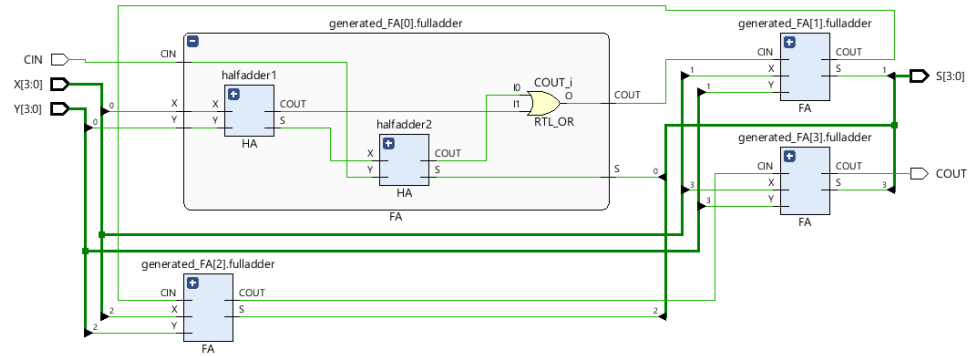 generated_FA[0].fulladder
generated_FA[1].fulladder
CIN
CIN
COUT
X
S
Y
1
1
1
FA
S[3:0]
CIN
X[3:0]
Y[3:0]
halfadder1
X
X
COUT
Y
Y
S
0
0
HA
COUT_i
I0
I1
O
RTL_OR
COUT
halfadder2
X
COUT
Y
S
HA
S
0
FA
generated_FA[3].fulladder
CIN
COUT
X
S
Y
3
3
3
FA
COUT
generated_FA[2].fulladder
CIN
COUT
X
S
Y
2
2
2
FA